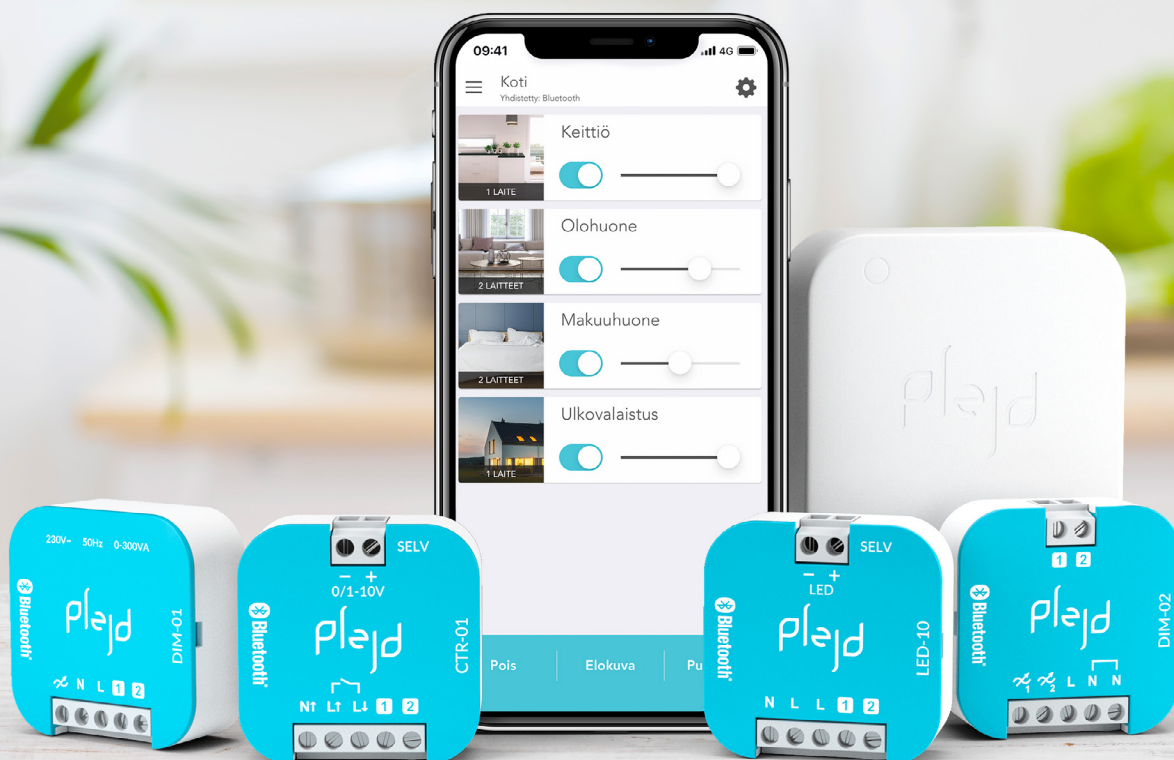 09:41
4G
Koti
Yhdistetty: Bluetooth
Keittiö
1 LAITE
Olohuone
2 LAITTEET
Makuuhuone
2 LAITTEET
Ulkovalaistus
1 LAITE
Pois
Elokuva
Pu
plejd
230V~ 50Hz 0-300VA
Bluetooth
plejd
DIM-01
N L 1 2
SELV
− +
0/1-10V
Bluetooth
plejd
CTR-01
N↑ L↑ L↓ 1 2
SELV
− +
LED
Bluetooth
plejd
LED-10
N L L 1 2
1 2
Bluetooth
plejd
DIM-02
1 2 L N N